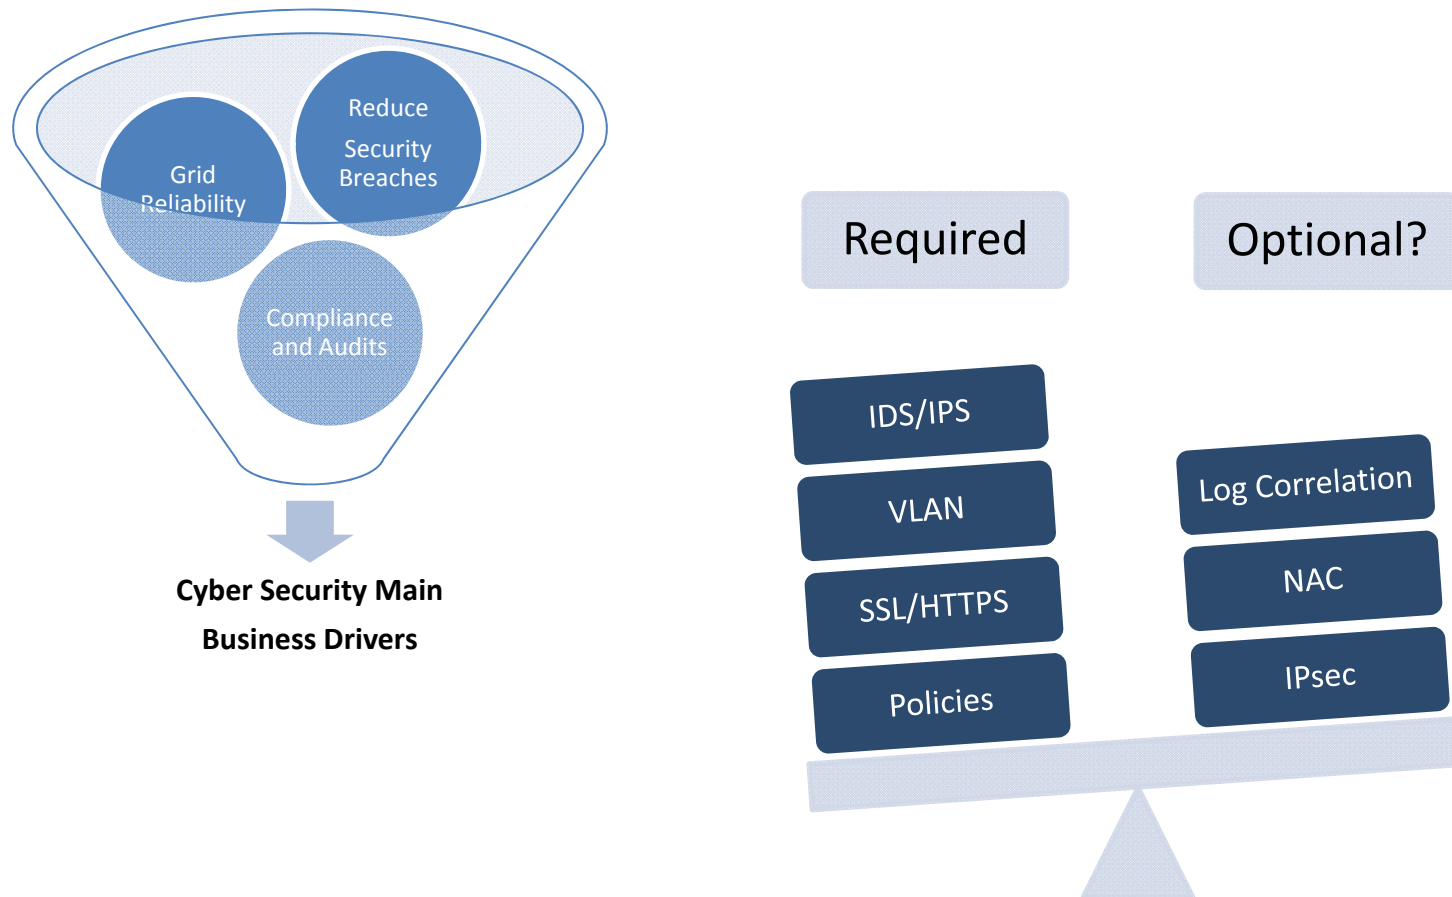 Reduce
Security
Breaches
Grid
Reliability
Compliance
and Audits
Cyber Security Main
Business Drivers
Required
Optional?
IDS/IPS
VLAN
SSL/HTTPS
Policies
Log Correlation
NAC
IPsec